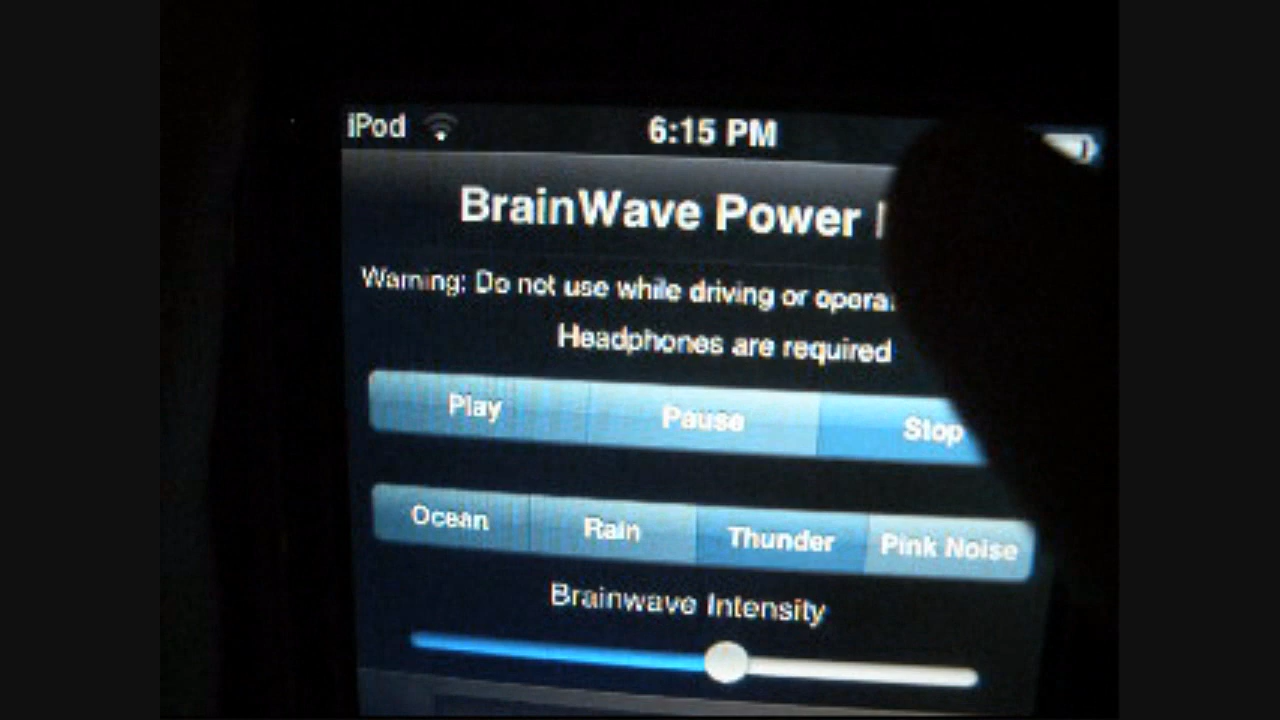 iPod 6:15 PM
BrainWave Power
Warning: Do not use while driving or
Headphones are required
Play Pause Stop
Ocean Rain Thunder Pink Noise
Brainwave Intensity